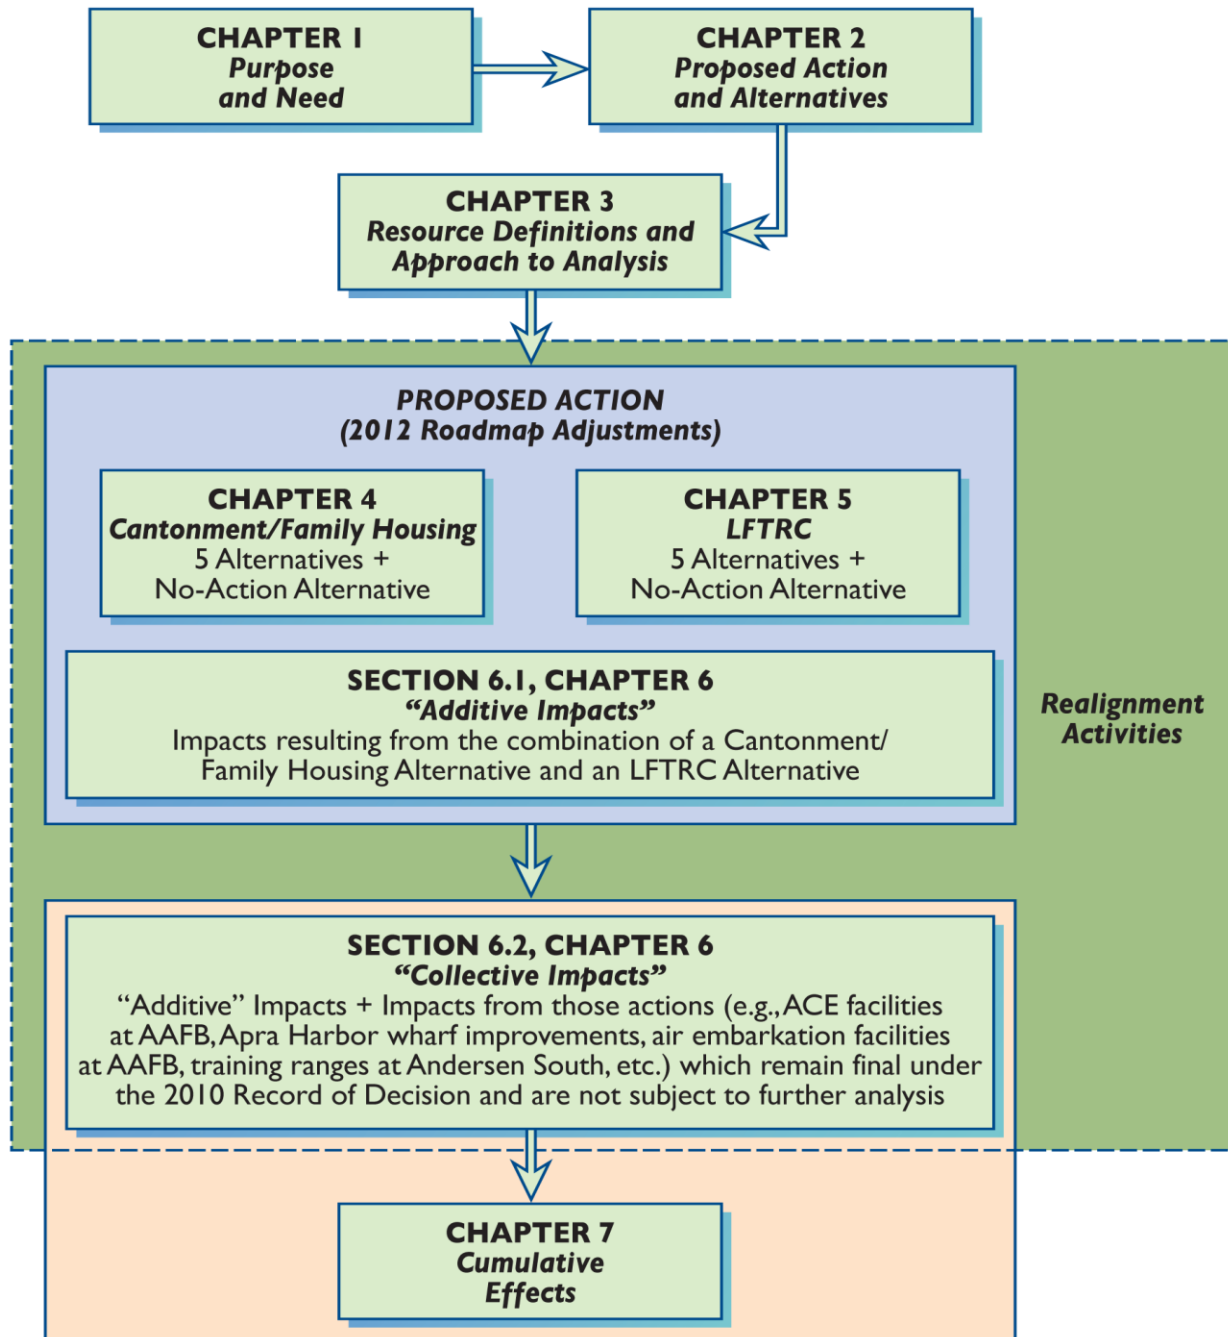 CHAPTER 1
Purpose
and Need
CHAPTER 2
Proposed Action
and Alternatives
CHAPTER 3
Resource Definitions and
Approach to Analysis
PROPOSED ACTION
(2012 Roadmap Adjustments)
CHAPTER 4
Cantonment/Family Housing
5 Alternatives +
No-Action Alternative
CHAPTER 5
LFTRC
5 Alternatives +
No-Action Alternative
SECTION 6.1, CHAPTER 6
“Additive Impacts”
Impacts resulting from the combination of a Cantonment/
Family Housing Alternative and an LFTRC Alternative
Realignment
Activities
SECTION 6.2, CHAPTER 6
“Collective Impacts”
“Additive” Impacts + Impacts from those actions (e.g., ACE facilities
at AAFB, Apra Harbor wharf improvements, air embarkation facilities
at AAFB, training ranges at Andersen South, etc.) which remain final under
the 2010 Record of Decision and are not subject to further analysis
CHAPTER 7
Cumulative
Effects